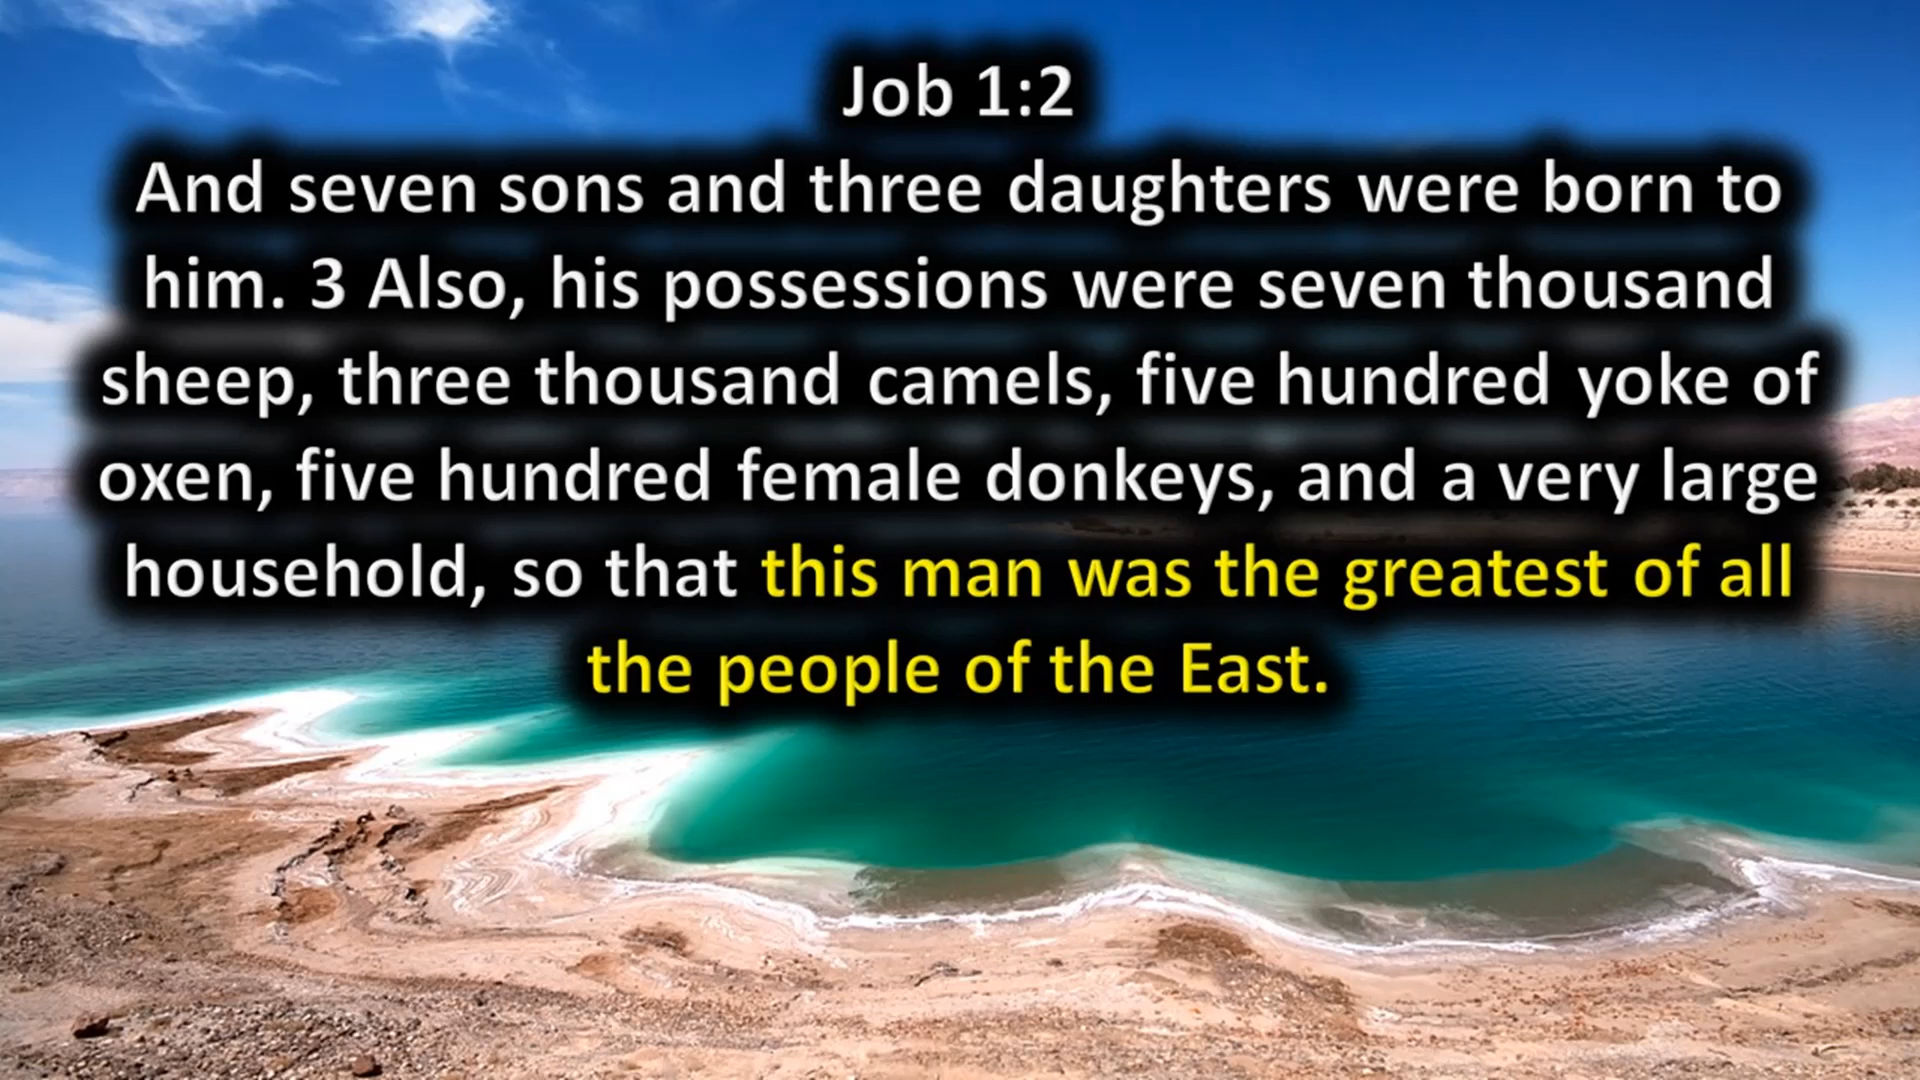 Job 1:2
And seven sons and three daughters were born to
him. 3 Also, his possessions were seven thousand
sheep, three thousand camels, five hundred yoke of
oxen, five hundred female donkeys, and a very large
household, so that this man was the greatest of all
the people of the East.